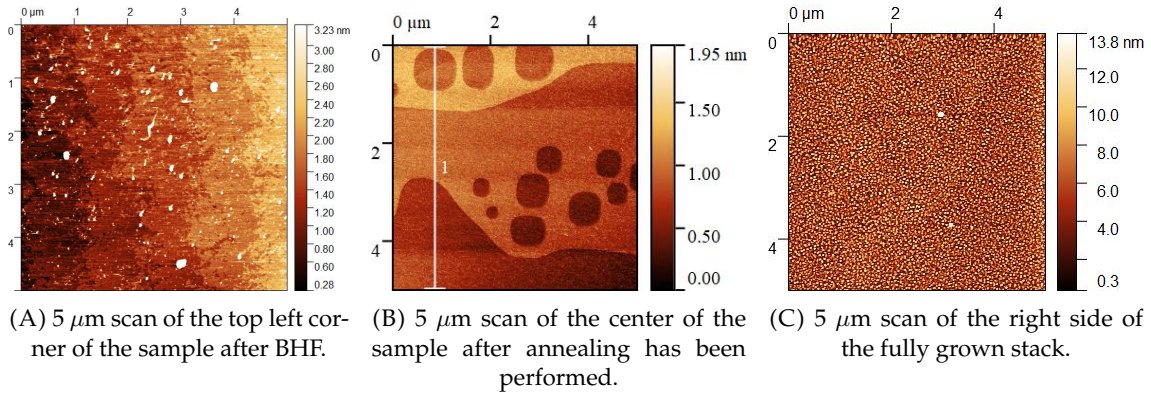 0 µm 1 2 3 4
0
1
2
3
4
3.23 nm
3.00
2.80
2.60
2.40
2.20
2.00
1.80
1.60
1.40
1.20
1.00
0.80
0.60
0.28
0 µm 2 4
0
2
4
1
1.95 nm
1.50
1.00
0.50
0.00
0 µm 2 4
0
2
4
13.8 nm
12.0
10.0
8.0
6.0
4.0
0.3
(A) 5 µm scan of the top left cor-
ner of the sample after BHF.
(B) 5 µm scan of the center of the
sample after annealing has been
performed.
(C) 5 µm scan of the right side of
the fully grown stack.